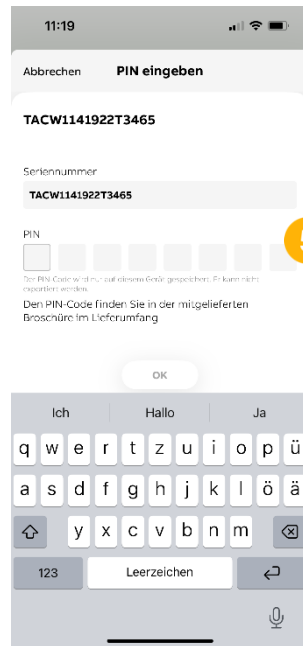 11:19
Abbrechen PIN eingeben
TACW1141922T3465
Seriennummer
TACW1141922T3465
PIN
Der PIN-Code wird nur auf diesem Gerät gespeichert. Er kann nicht
exportiert werden.
Den PIN-Code finden Sie in der mitgelieferten
Broschüre im Lieferumfang
OK
Ich Hallo Ja
q w e r t z u i o p ü
a s d f g h j k l ö ä
y x c v b n m
123 Leerzeichen